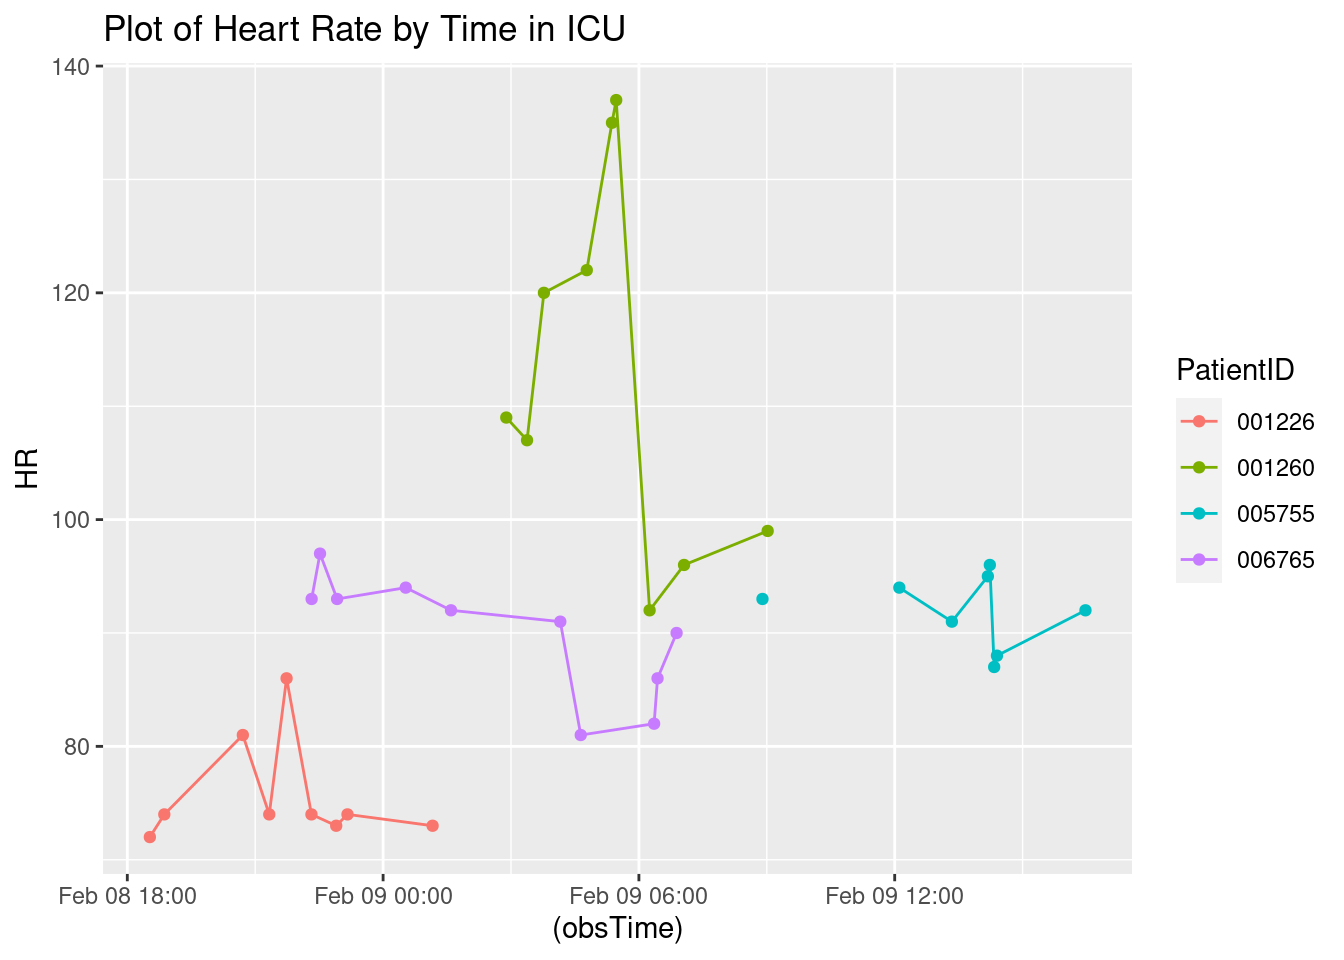 Plot of Heart Rate by Time in ICU
140
120
100
80
HR
Feb 08 18:00
Feb 09 00:00
Feb 09 06:00
Feb 09 12:00
(obsTime)
PatientID
001226
001260
005755
006765